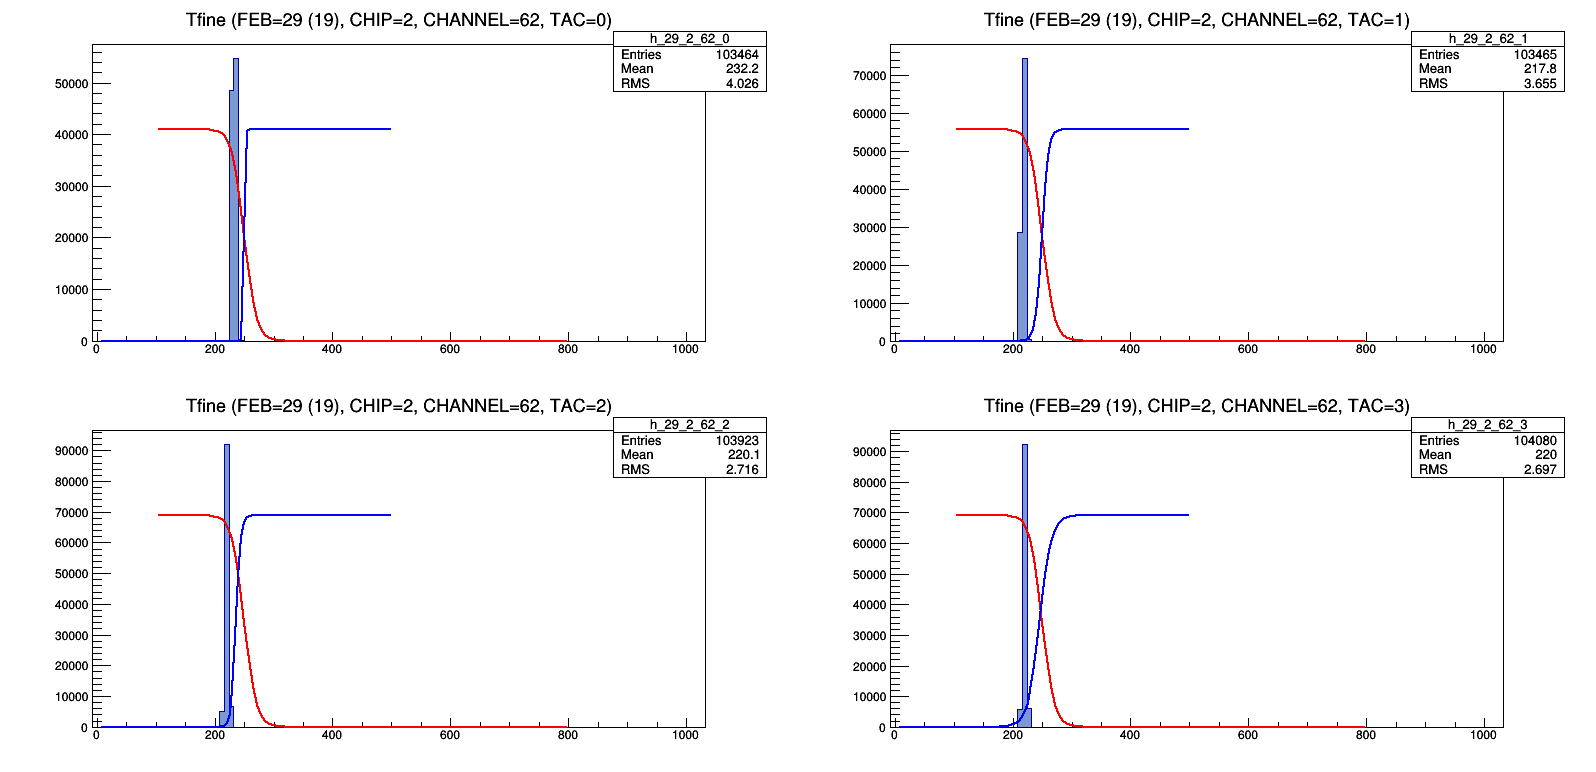 Tfine (FEB=29 (19), CHIP=2, CHANNEL=62, TAC=0)
h_29_2_62_0
Entries 103464
Mean 232.2
RMS 4.026
50000
40000
30000
20000
10000
0
0 200 400 600 800 1000
Tfine (FEB=29 (19), CHIP=2, CHANNEL=62, TAC=1)
h_29_2_62_1
Entries 103465
Mean 217.8
RMS 3.655
70000
60000
50000
40000
30000
20000
10000
0
0 200 400 600 800 1000
Tfine (FEB=29 (19), CHIP=2, CHANNEL=62, TAC=2)
h_29_2_62_2
Entries 103923
Mean 220.1
RMS 2.716
90000
80000
70000
60000
50000
40000
30000
20000
10000
0
0 200 400 600 800 1000
Tfine (FEB=29 (19), CHIP=2, CHANNEL=62, TAC=3)
h_29_2_62_3
Entries 104080
Mean 220
RMS 2.697
90000
80000
70000
60000
50000
40000
30000
20000
10000
0
0 200 400 600 800 1000